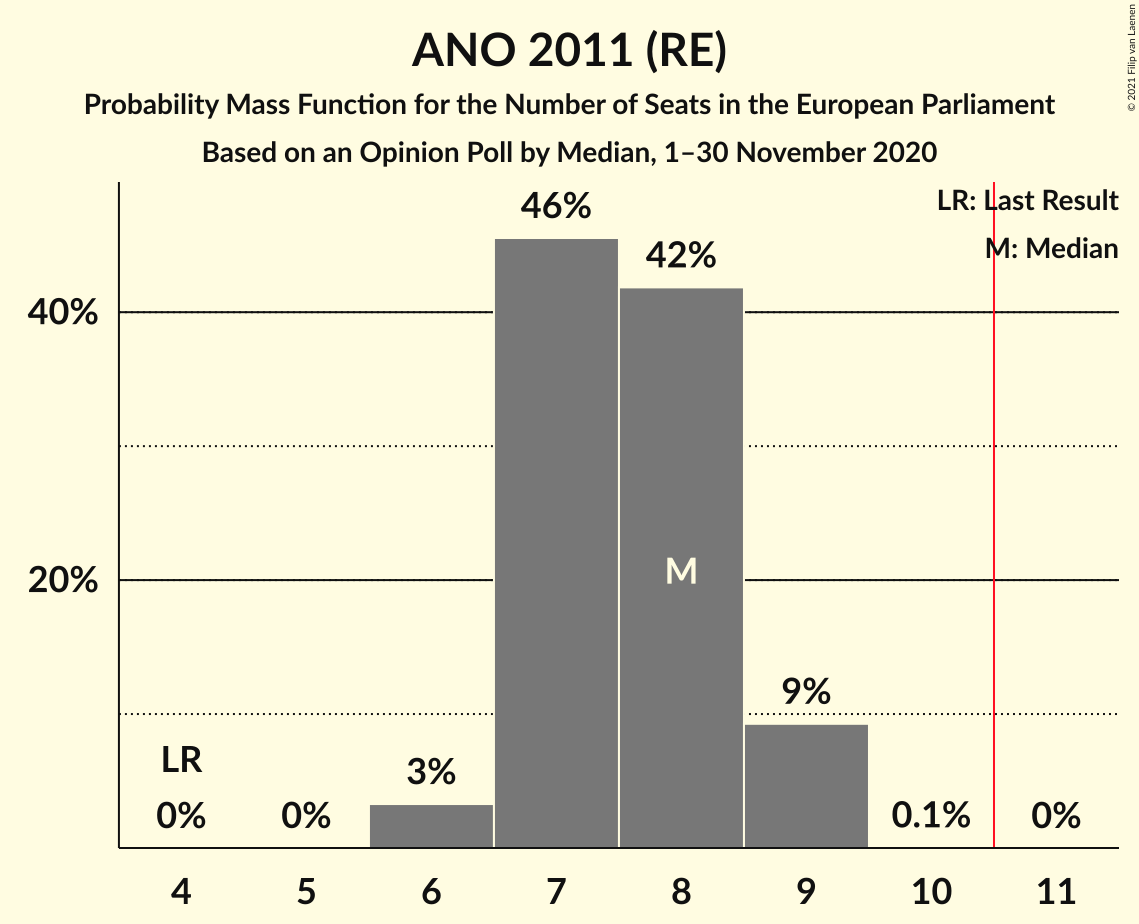 ANO 2011 (RE)
Probability Mass Function for the Number of Seats in the European Parliament
Based on an Opinion Poll by Median, 1–30 November 2020
© 2021 Filip van Laenen
LR: Last Result
M: Median
46%
42%
40%
20%
M
9%
LR
3%
0%
0%
0.1%
0%
4
5
6
7
8
9
10
11